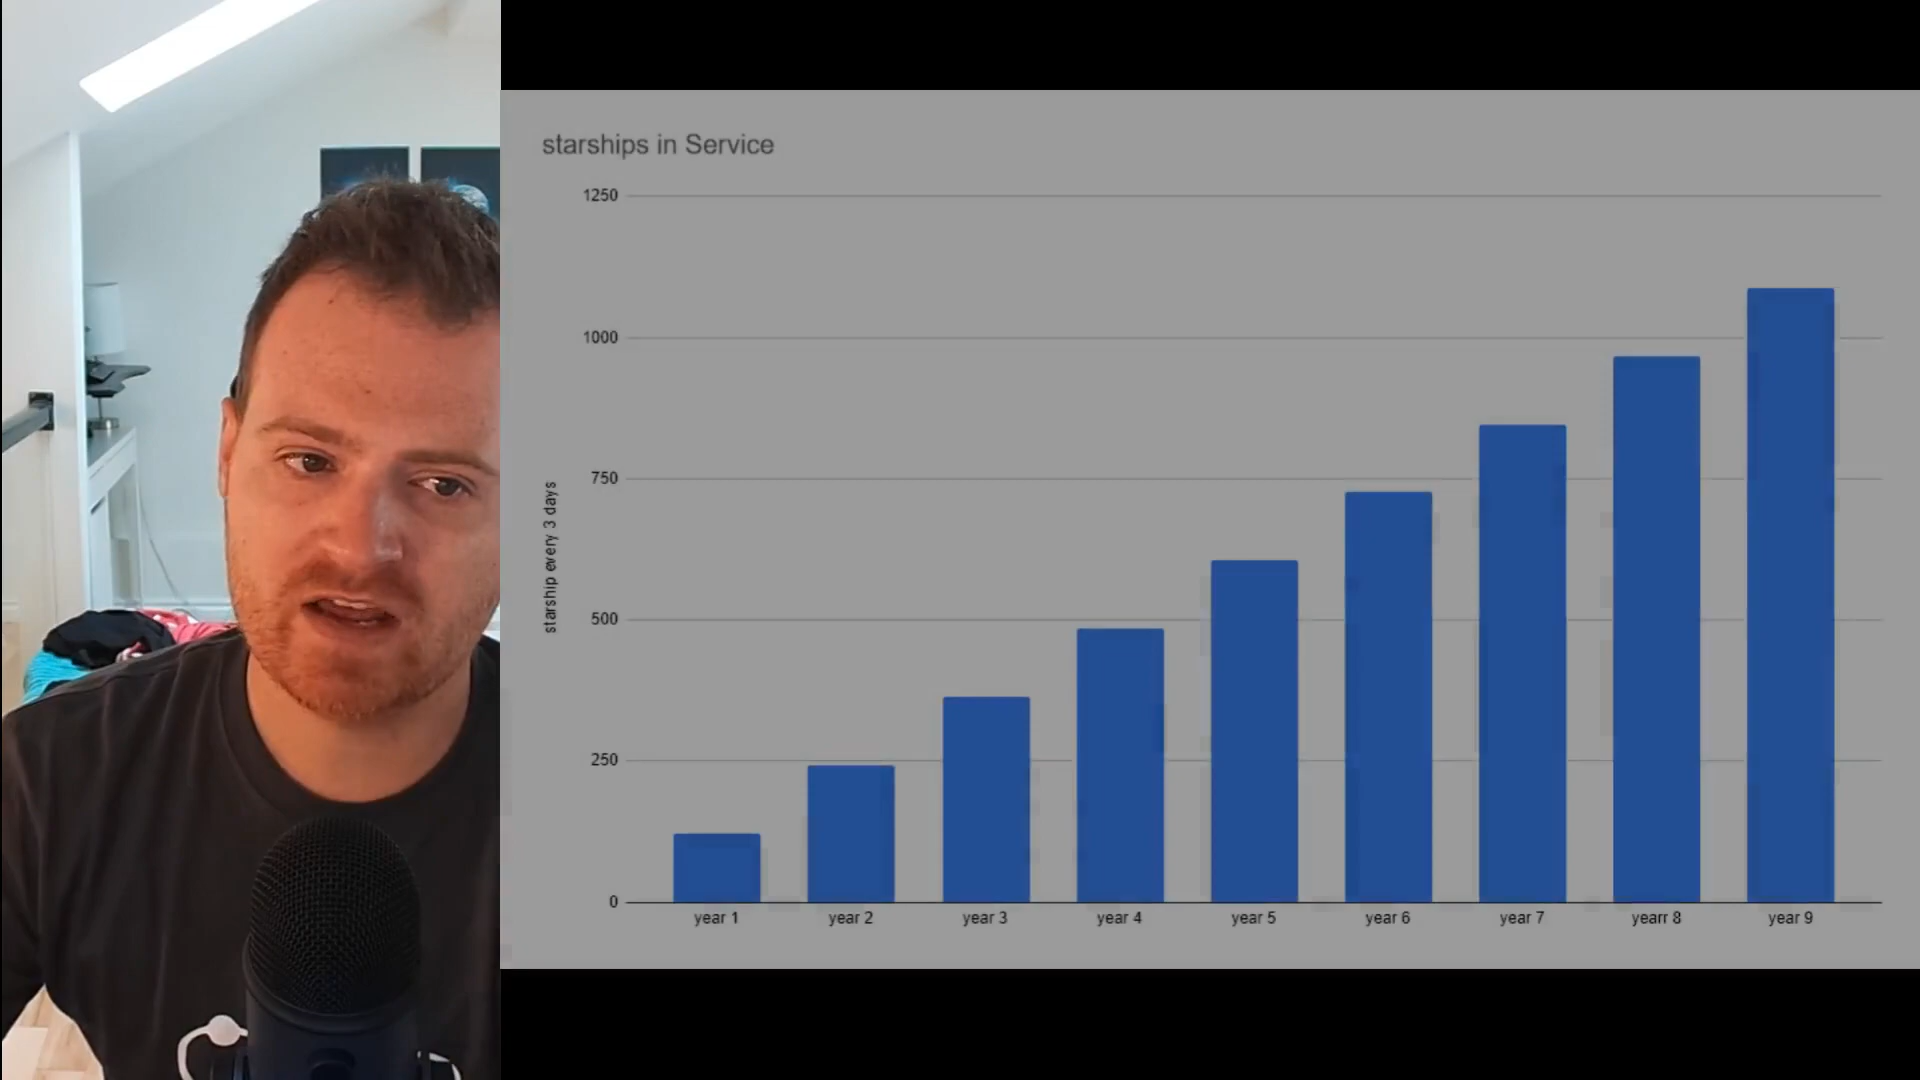 starships in Service
1250
1000
750
500
250
0
starship every 3 days
year 1
year 2
year 3
year 4
year 5
year 6
year 7
yearr 8
year 9